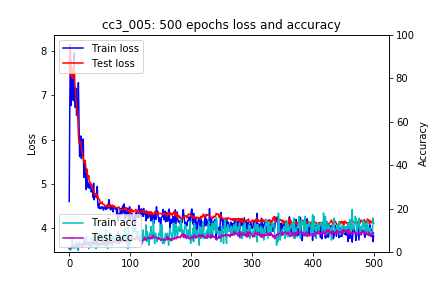 cc3_005: 500 epochs loss and accuracy
Train loss
Test loss
Train acc
Test acc
Loss
Accuracy
8
7
6
5
4
100
80
60
40
20
0
0
100
200
300
400
500